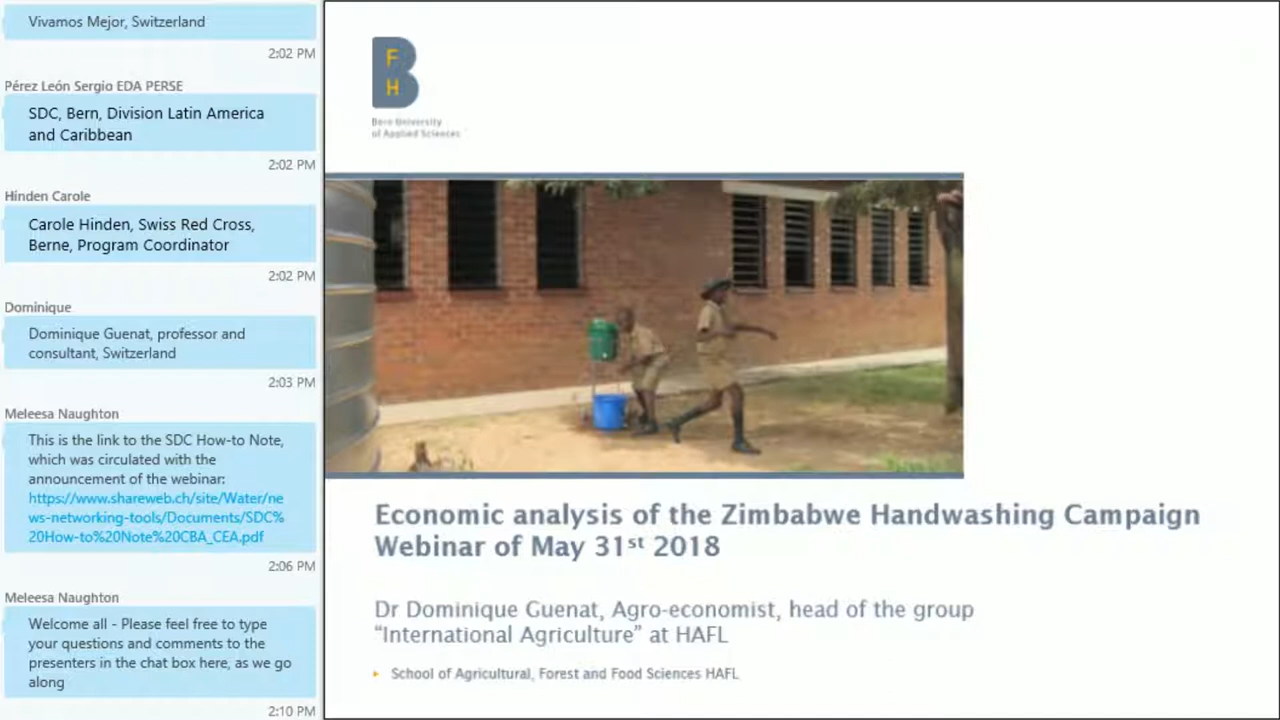 Vivamos Mejor, Switzerland
2:02 PM
Pérez León Sergio EDA PERSE
SDC, Bern, Division Latin America
and Caribbean
2:02 PM
Hinden Carole
Carole Hinden, Swiss Red Cross,
Berne, Program Coordinator
2:02 PM
Dominique
Dominique Guenat, professor and
consultant, Switzerland
2:03 PM
Meleesa Naughton
This is the link to the SDC How-to Note,
which was circulated with the
announcement of the webinar:
https://www.shareweb.ch/site/Water/ne
ws-networking-tools/Documents/SDC%
20How-to%20Note%20CBA_CEA.pdf
2:06 PM
Meleesa Naughton
Welcome all - Please feel free to type
your questions and comments to the
presenters in the chat box here, as we go
along
2:10 PM
B
F
H
Bern University
of Applied Sciences
Economic analysis of the Zimbabwe Handwashing Campaign
Webinar of May 31st 2018
Dr Dominique Guenat, Agro-economist, head of the group
“International Agriculture” at HAFL
▸ School of Agricultural, Forest and Food Sciences HAFL